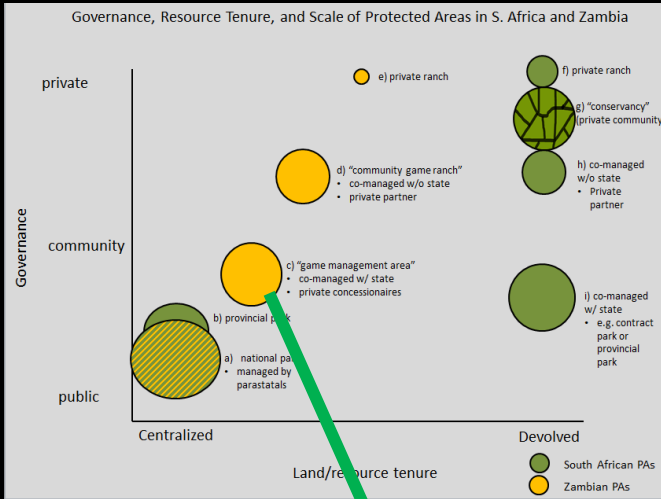 Governance, Resource Tenure, and Scale of Protected Areas in S. Africa and Zambia
private
community
public
Governance
e) private ranch
f) private ranch
g) "conservancy"
(private community
d) "community game ranch"
• co-managed w/o state
• private partner
h) co-managed
w/o state
• Private
partner
c) "game management area"
• co-managed w/ state
• private concessionaires
b) provincial park
a) national pa
• managed by
parastatals
i) co-managed
w/ state
• e.g. contract
park or
provincial
park
Centralized
Devolved
Land/resource tenure
South African PAs
Zambian PAs